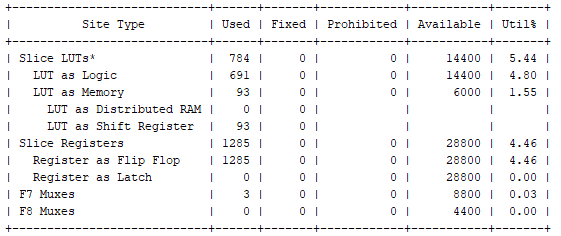 +----------------------------+------+-------+------------+-----------+-------+
|          Site Type         | Used | Fixed | Prohibited | Available | Util% |
+----------------------------+------+-------+------------+-----------+-------+
| Slice LUTs*                |  784 |     0 |          0 |     14400 |  5.44 |
|   LUT as Logic             |  691 |     0 |          0 |     14400 |  4.80 |
|   LUT as Memory            |   93 |     0 |          0 |      6000 |  1.55 |
|     LUT as Distributed RAM |    0 |     0 |            |           |       |
|     LUT as Shift Register  |   93 |     0 |            |           |       |
| Slice Registers            | 1285 |     0 |          0 |     28800 |  4.46 |
|   Register as Flip Flop    | 1285 |     0 |          0 |     28800 |  4.46 |
|   Register as Latch        |    0 |     0 |          0 |     28800 |  0.00 |
| F7 Muxes                   |    3 |     0 |          0 |      8800 |  0.03 |
| F8 Muxes                   |    0 |     0 |          0 |      4400 |  0.00 |
+----------------------------+------+-------+------------+-----------+-------+